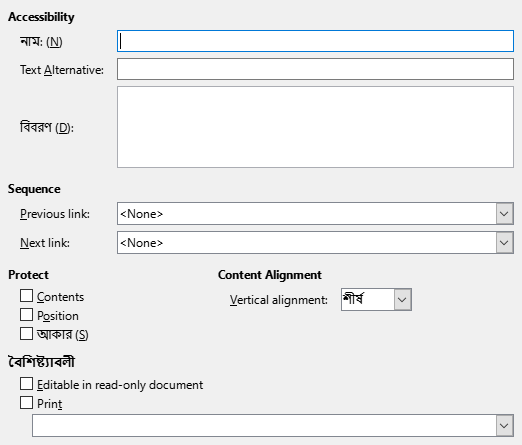 Accessibility
নাম: (N)
Text Alternative:
বিবরণ (D):
Sequence
Previous link: <None>
Next link: <None>
Protect Content Alignment
Contents Vertical alignment: শীর্ষ
Position
আকার (S)
বৈশিষ্ট্যাবলী
Editable in read-only document
Print